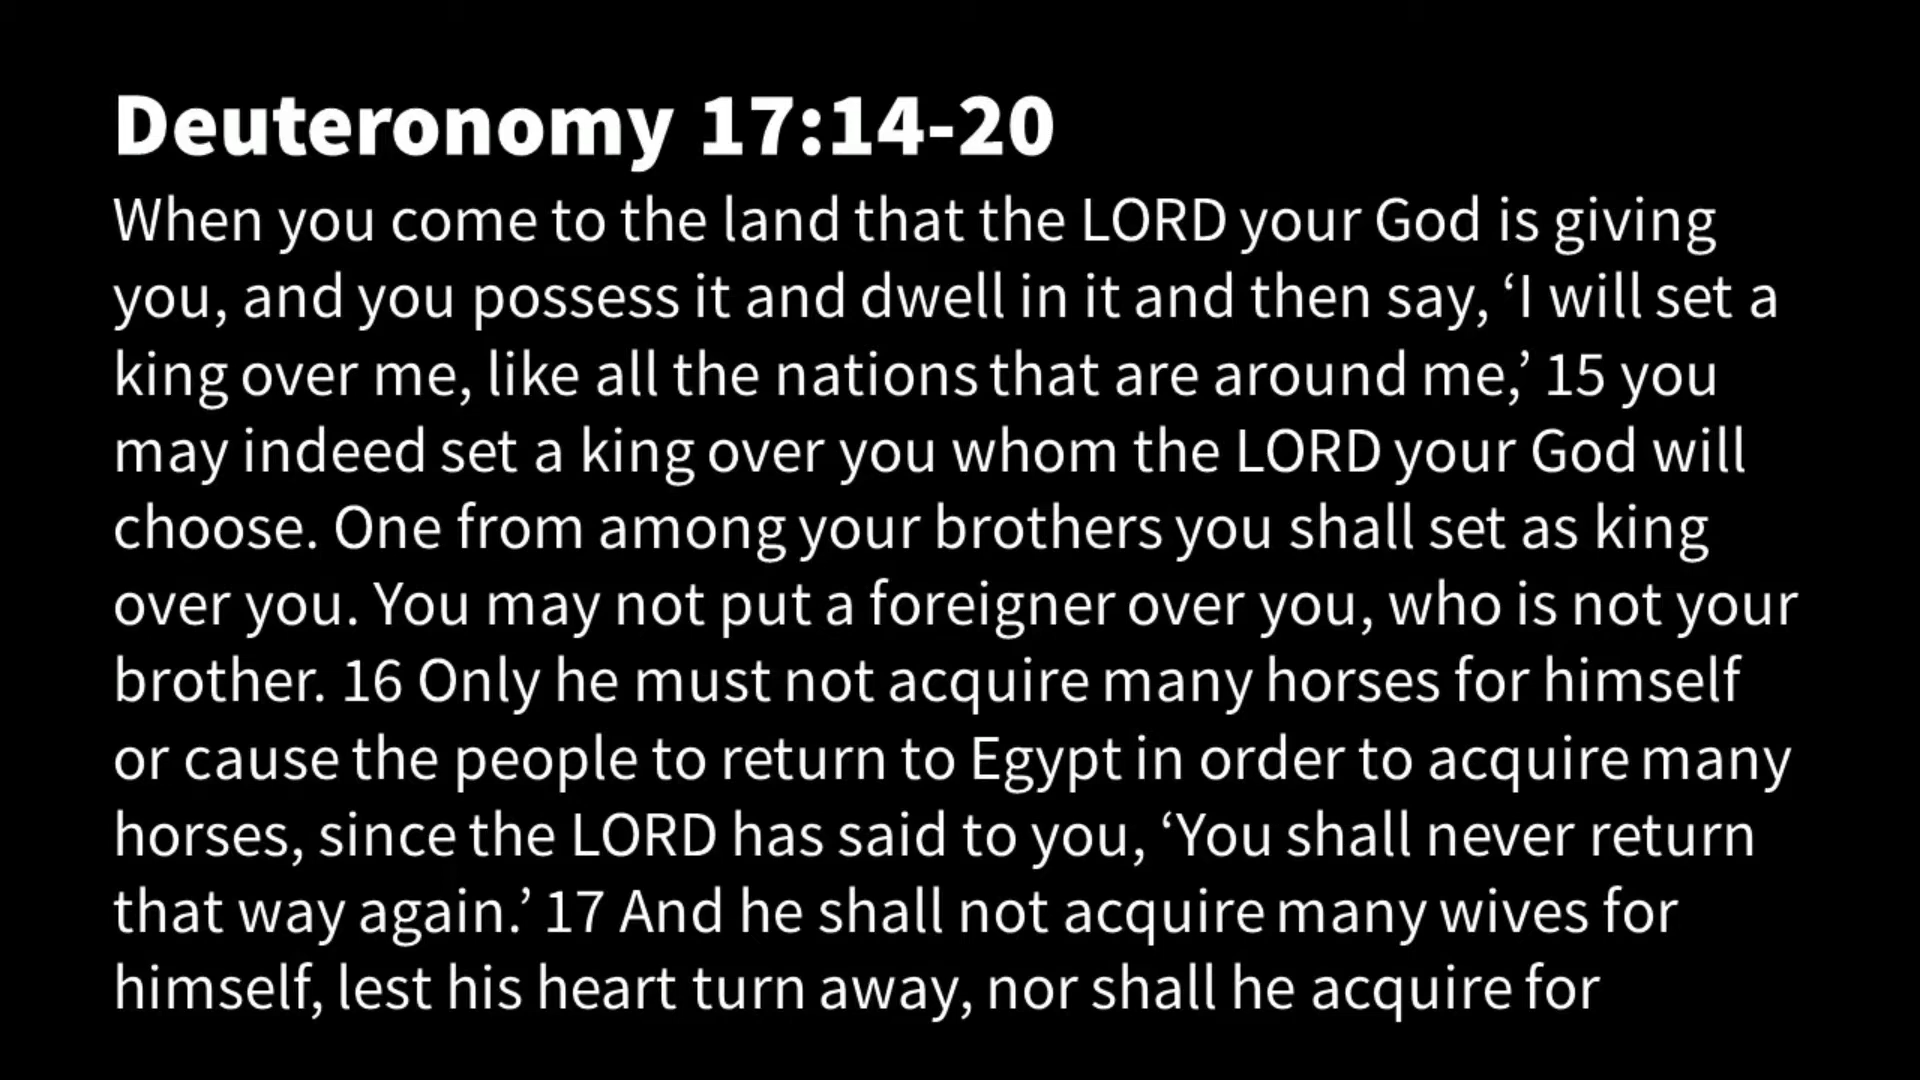 Deuteronomy 17:14-20
When you come to the land that the LORD your God is giving
you, and you possess it and dwell in it and then say, ‘I will set a
king over me, like all the nations that are around me,’ 15 you
may indeed set a king over you whom the LORD your God will
choose. One from among your brothers you shall set as king
over you. You may not put a foreigner over you, who is not your
brother. 16 Only he must not acquire many horses for himself
or cause the people to return to Egypt in order to acquire many
horses, since the LORD has said to you, ‘You shall never return
that way again.’ 17 And he shall not acquire many wives for
himself, lest his heart turn away, nor shall he acquire for